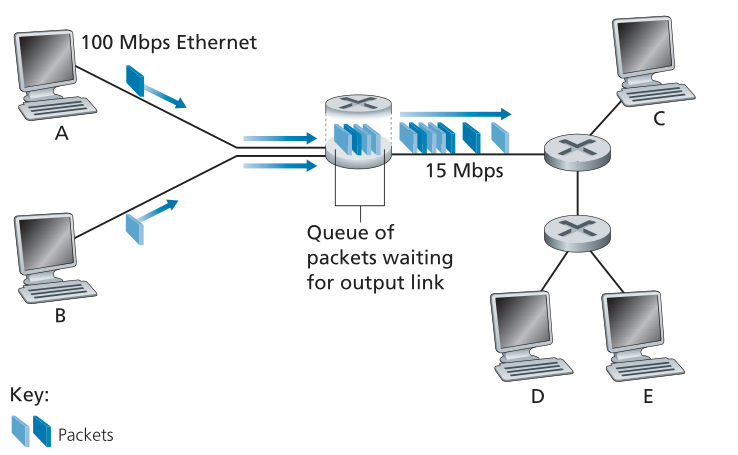 100 Mbps Ethernet
A
C
15 Mbps
Queue of
packets waiting
for output link
B
D
E
Key:
Packets